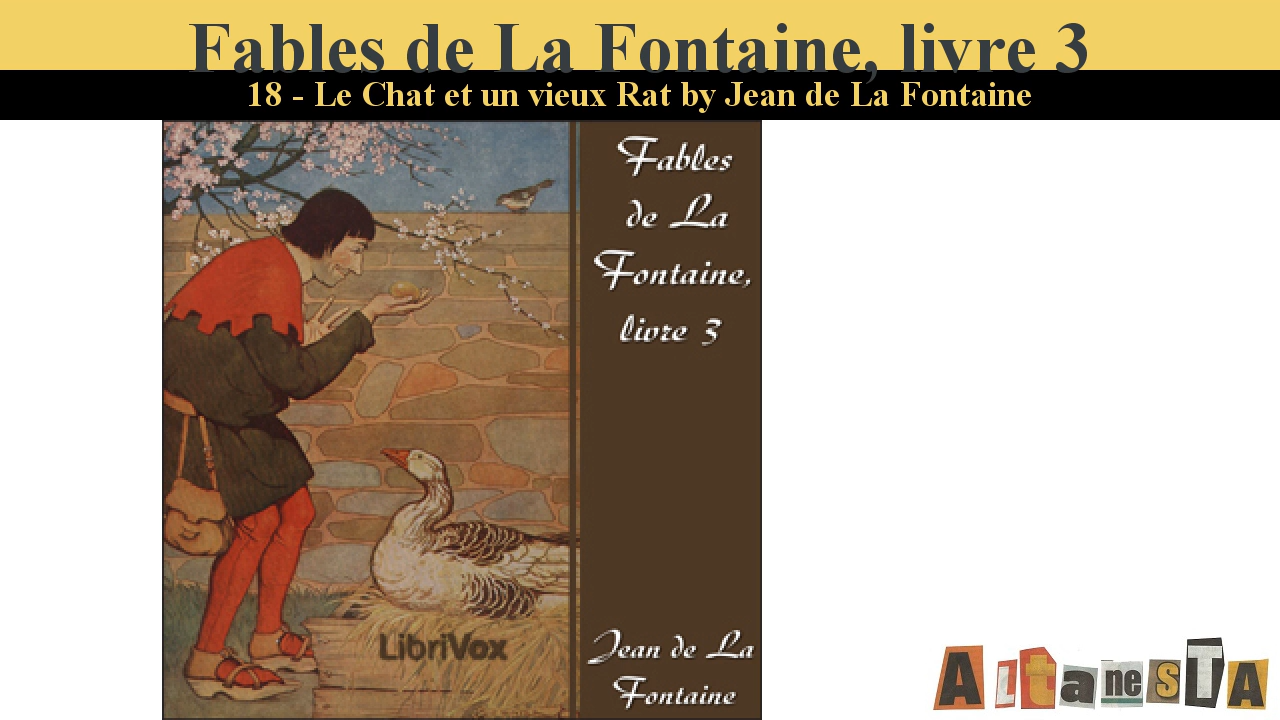 Fables de La Fontaine, livre 3
18 - Le Chat et un vieux Rat by Jean de La Fontaine
Fables
de La
Fontaine,
livre 3
LibriVox
Jean de La
Fontaine
AltanesTA